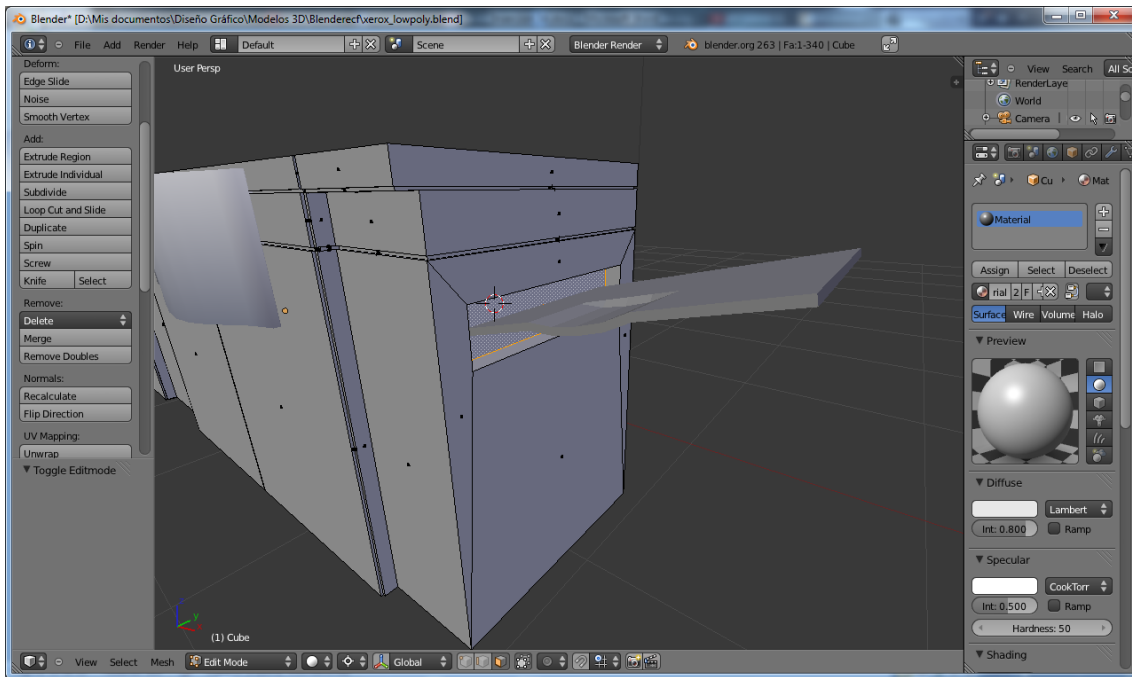 Blender* [D:\Mis documentos\Diseño Gráfico\Modelos 3D\Blenderecf\xerox_lowpoly.blend]
File Add Render Help Default Scene Blender Render blender.org 263 | Fa:1-340 | Cube
Deform:
Edge Slide
Noise
Smooth Vertex
Add:
Extrude Region
Extrude Individual
Subdivide
Loop Cut and Slide
Duplicate
Spin
Screw
Knife Select
Remove:
Delete
Merge
Remove Doubles
Normals:
Recalculate
Flip Direction
UV Mapping:
Unwrap
Toggle Editmode
User Persp
(1) Cube
View Select Mesh Edit Mode Global
View Search All Sc
RenderLaye
World
Camera
Cu Mat
Material
Assign Select Deselect
rial 2 F
Surface Wire Volume Halo
Preview
Diffuse
Lambert
Int: 0.800 Ramp
Specular
CookTorr
Int: 0.500 Ramp
Hardness: 50
Shading